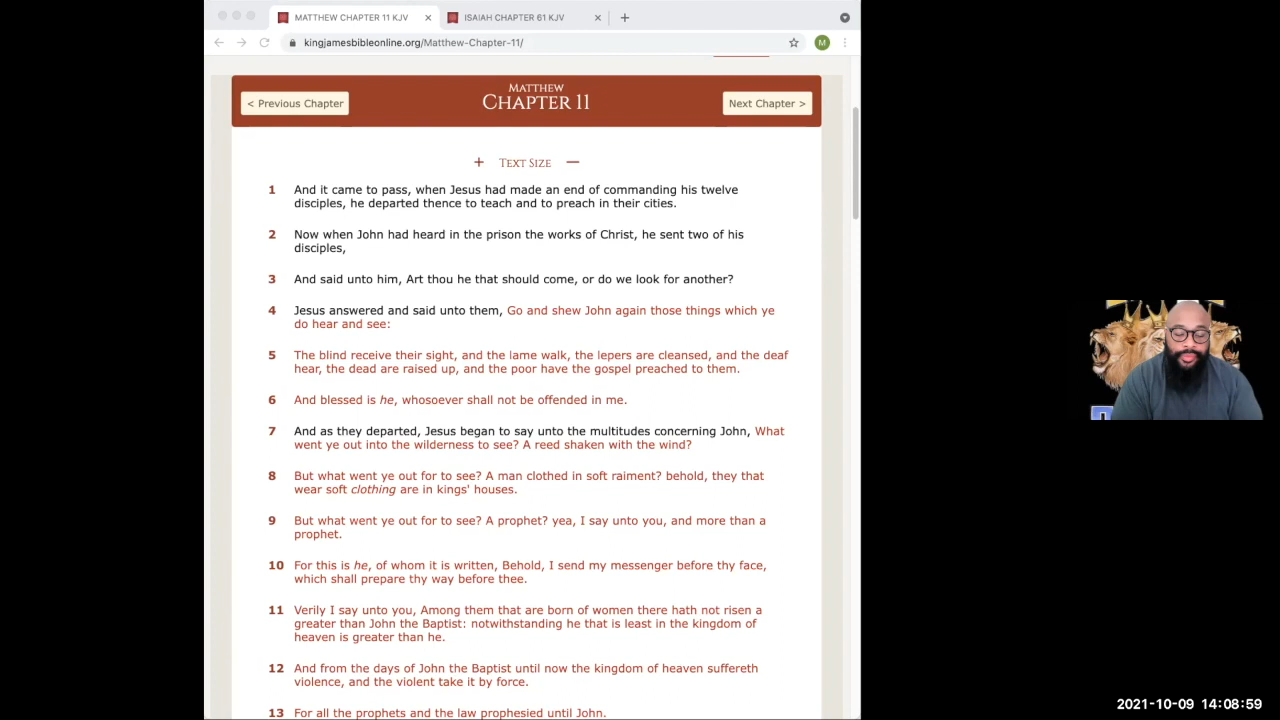 MATTHEW CHAPTER 11 KJV
ISAIAH CHAPTER 61 KJV
kingjamesbibleonline.org/Matthew-Chapter-11/
M
< Previous Chapter
MATTHEW
CHAPTER 11
Next Chapter >
+ TEXT SIZE −
1 And it came to pass, when Jesus had made an end of commanding his twelve
disciples, he departed thence to teach and to preach in their cities.
2 Now when John had heard in the prison the works of Christ, he sent two of his
disciples,
3 And said unto him, Art thou he that should come, or do we look for another?
4 Jesus answered and said unto them, Go and shew John again those things which ye
do hear and see:
5 The blind receive their sight, and the lame walk, the lepers are cleansed, and the deaf
hear, the dead are raised up, and the poor have the gospel preached to them.
6 And blessed is he, whosoever shall not be offended in me.
7 And as they departed, Jesus began to say unto the multitudes concerning John, What
went ye out into the wilderness to see? A reed shaken with the wind?
8 But what went ye out for to see? A man clothed in soft raiment? behold, they that
wear soft clothing are in kings' houses.
9 But what went ye out for to see? A prophet? yea, I say unto you, and more than a
prophet.
10 For this is he, of whom it is written, Behold, I send my messenger before thy face,
which shall prepare thy way before thee.
11 Verily I say unto you, Among them that are born of women there hath not risen a
greater than John the Baptist: notwithstanding he that is least in the kingdom of
heaven is greater than he.
12 And from the days of John the Baptist until now the kingdom of heaven suffereth
violence, and the violent take it by force.
13 For all the prophets and the law prophesied until John.
2021-10-09 14:08:59